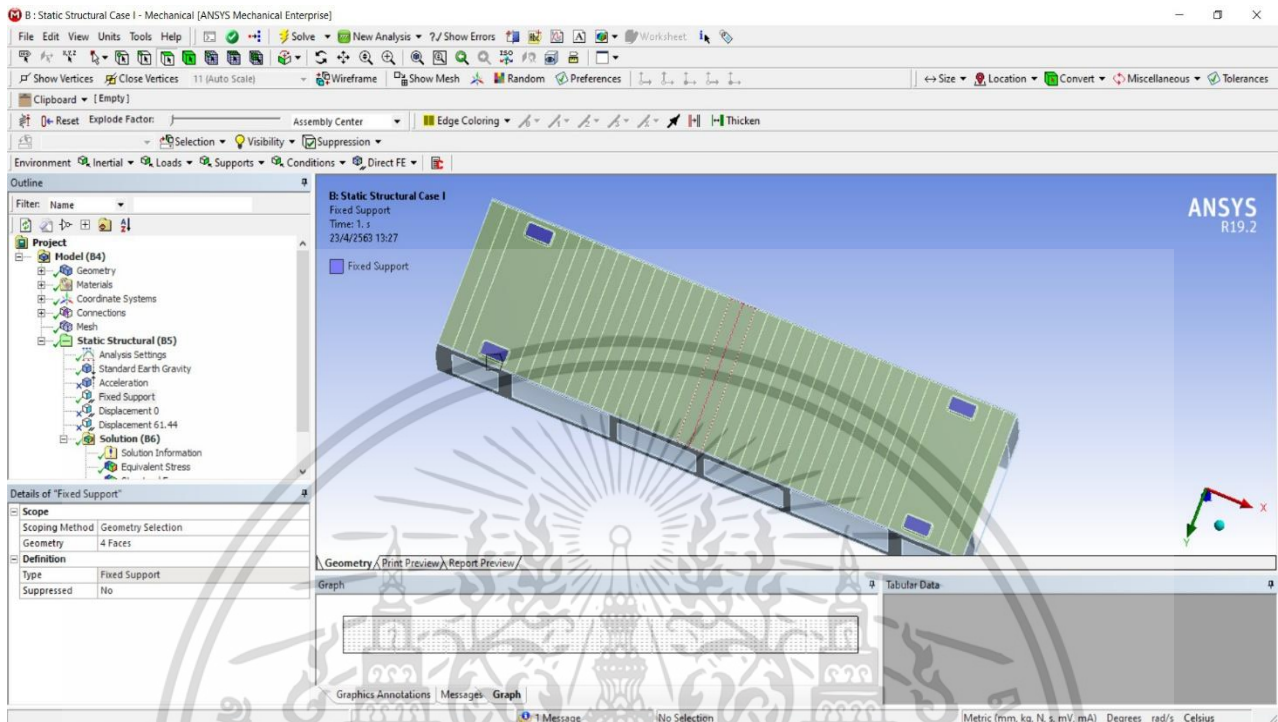 B : Static Structural Case I - Mechanical [ANSYS Mechanical Enterprise]
File Edit View Units Tools Help Solve New Analysis ?/ Show Errors Worksheet
Show Vertices Close Vertices 11 (Auto Scale) Wireframe Show Mesh Random Preferences Size Location Convert Miscellaneous Tolerances
Clipboard [Empty]
Reset Explode Factor: Assembly Center Edge Coloring Thicken
Selection Visibility Suppression
Environment Inertial Loads Supports Conditions Direct FE
Outline
Filter: Name
Project
Model (B4)
Geometry
Materials
Coordinate Systems
Connections
Mesh
Static Structural (B5)
Analysis Settings
Standard Earth Gravity
Acceleration
Fixed Support
Displacement 0
Displacement 61.44
Solution (B6)
Solution Information
Equivalent Stress
Details of "Fixed Support"
Scope
Scoping Method Geometry Selection
Geometry 4 Faces
Definition
Type Fixed Support
Suppressed No
B: Static Structural Case I
Fixed Support
Time: 1. s
23/4/2563 13:27
Fixed Support
ANSYS
R19.2
X
Y
Geometry Print Preview Report Preview
Graph
Tabular Data
Graphics Annotations Messages Graph
1 Message No Selection Metric (mm, kg, N, s, mV, mA) Degrees rad/s Celsius